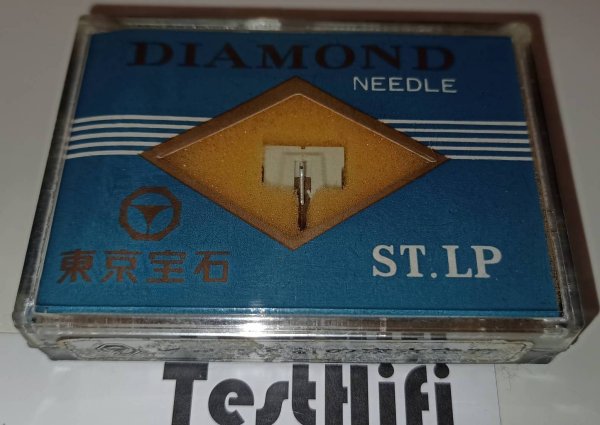 DIAMOND
NEEDLE
東京宝石
ST.LP
TestHifi